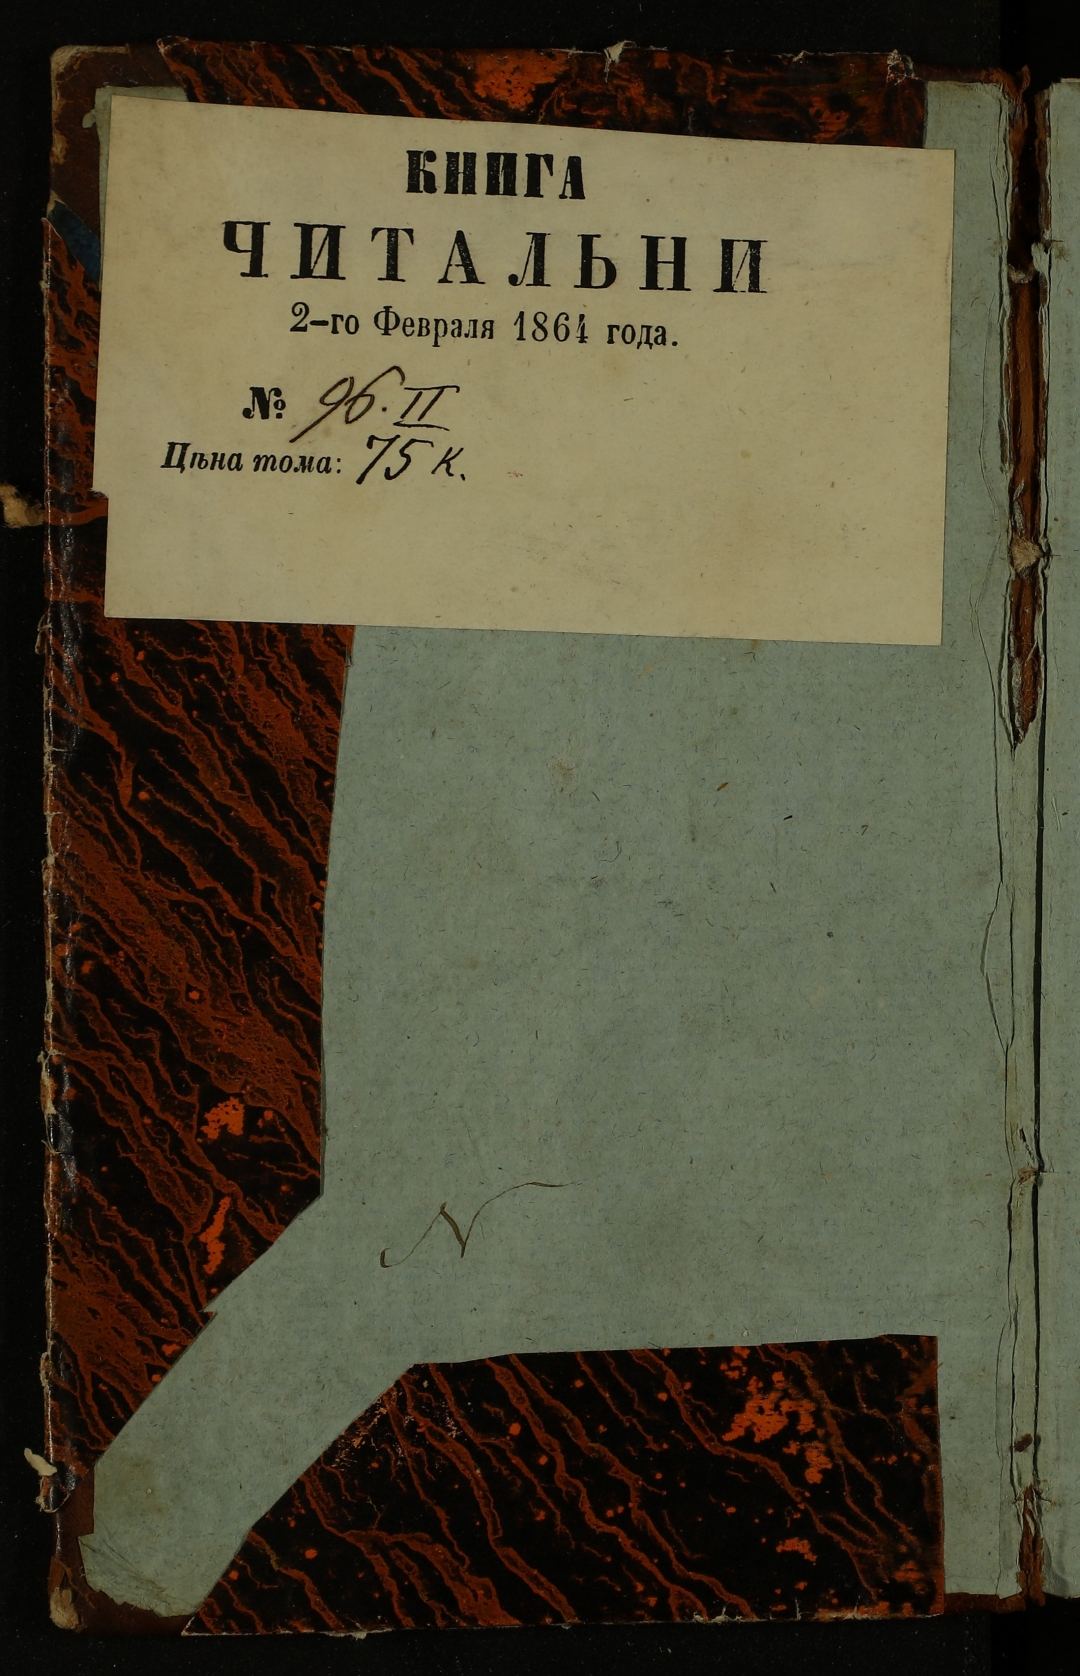 КНИГА
ЧИТАЛЬНИ
2-го Февраля 1864 года.
№ 96. II
Цѣна тома: 75 к.
N